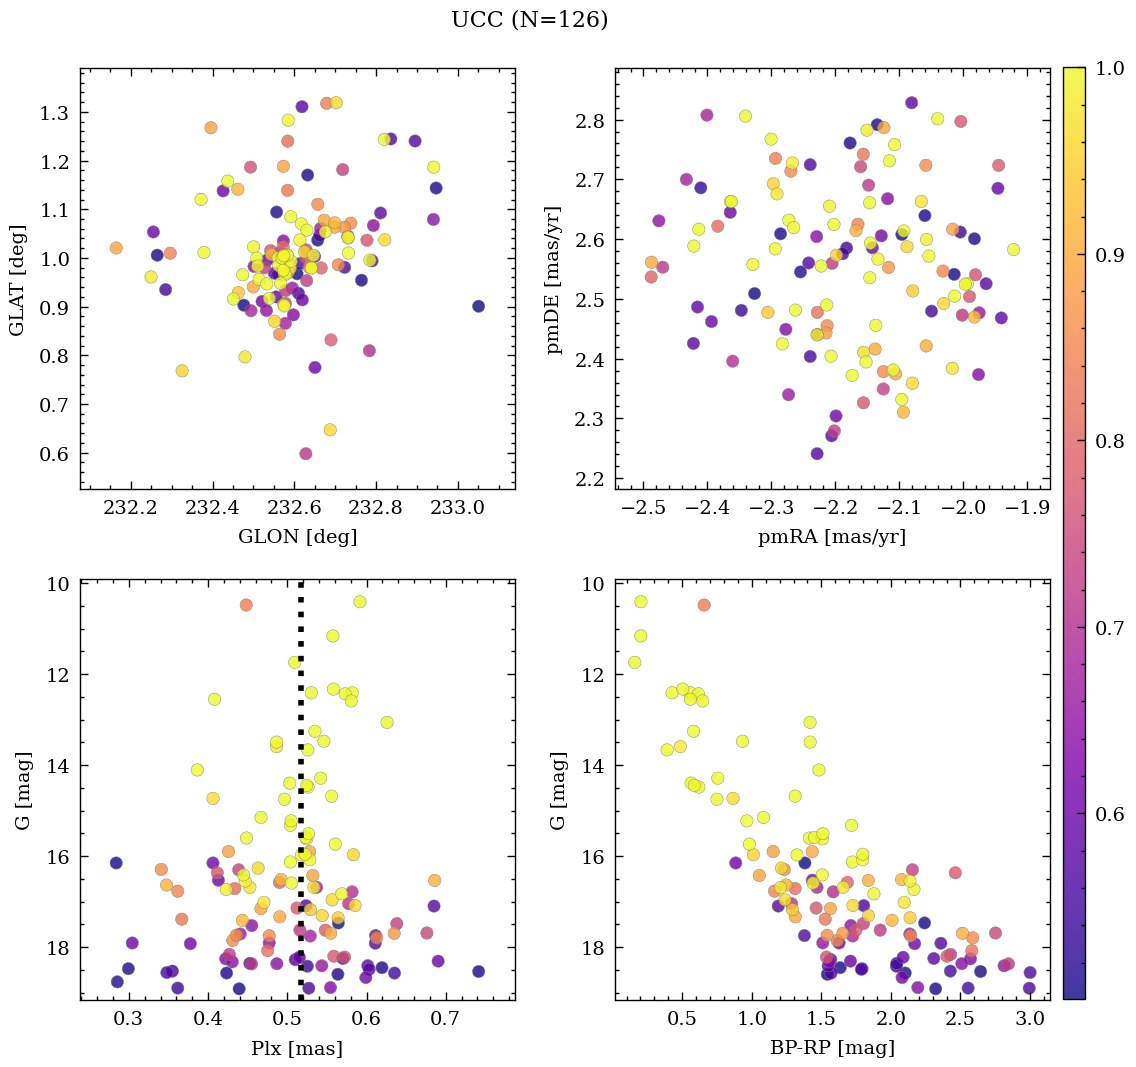 UCC (N=126)
1.3
1.2
1.1
1.0
0.9
0.8
0.7
0.6
GLAT [deg]
232.2 232.4 232.6 232.8 233.0
GLON [deg]
2.8
2.7
2.6
2.5
2.4
2.3
2.2
pmDE [mas/yr]
−2.5 −2.4 −2.3 −2.2 −2.1 −2.0 −1.9
pmRA [mas/yr]
1.0
0.9
0.8
0.7
0.6
10
12
14
16
18
G [mag]
0.3 0.4 0.5 0.6 0.7
Plx [mas]
10
12
14
16
18
G [mag]
0.5 1.0 1.5 2.0 2.5 3.0
BP-RP [mag]